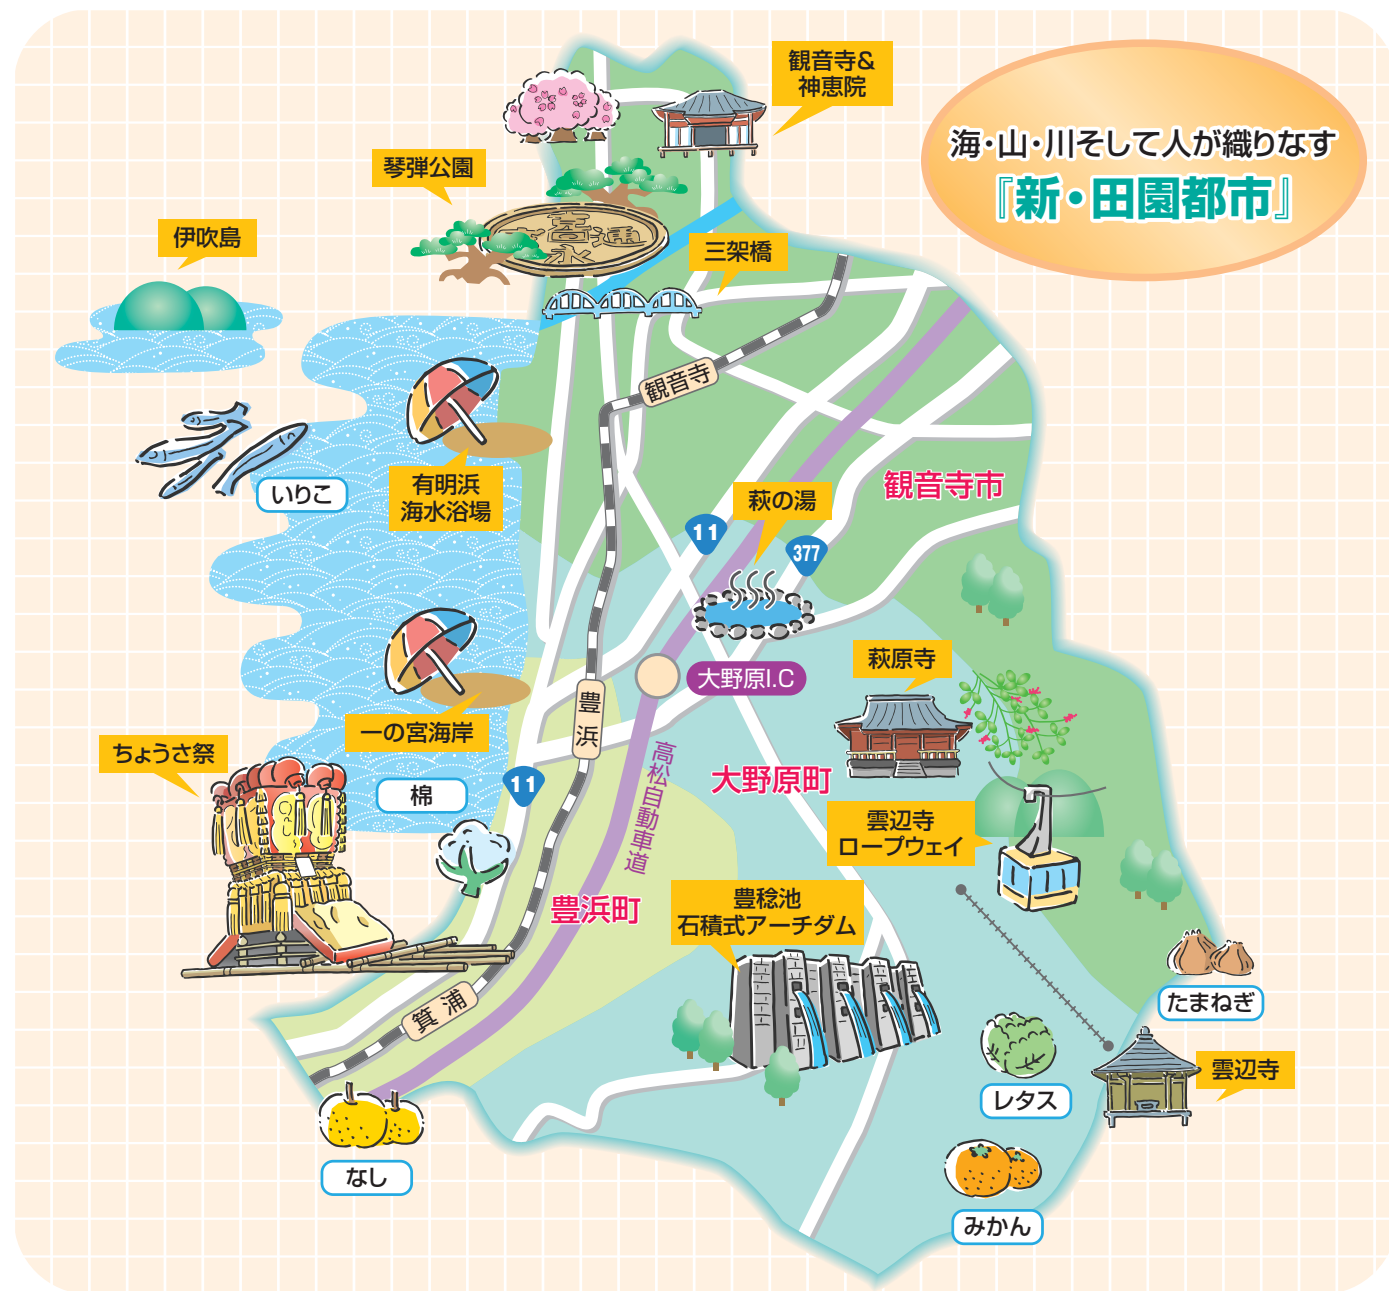 観音寺&
神恵院
海・山・川そして人が織りなす
『新・田園都市』
琴弾公園
伊吹島
寛
永
通
三架橋
観音寺
有明浜
海水浴場
いりこ
観音寺市
萩の湯
11
377
萩原寺
大野原I.C
豊浜
一の宮海岸
ちょうさ祭
棉
11
高松自動車道
大野原町
雲辺寺
ロープウェイ
豊浜町
豊稔池
石積式アーチダム
たまねぎ
箕浦
レタス
雲辺寺
なし
みかん